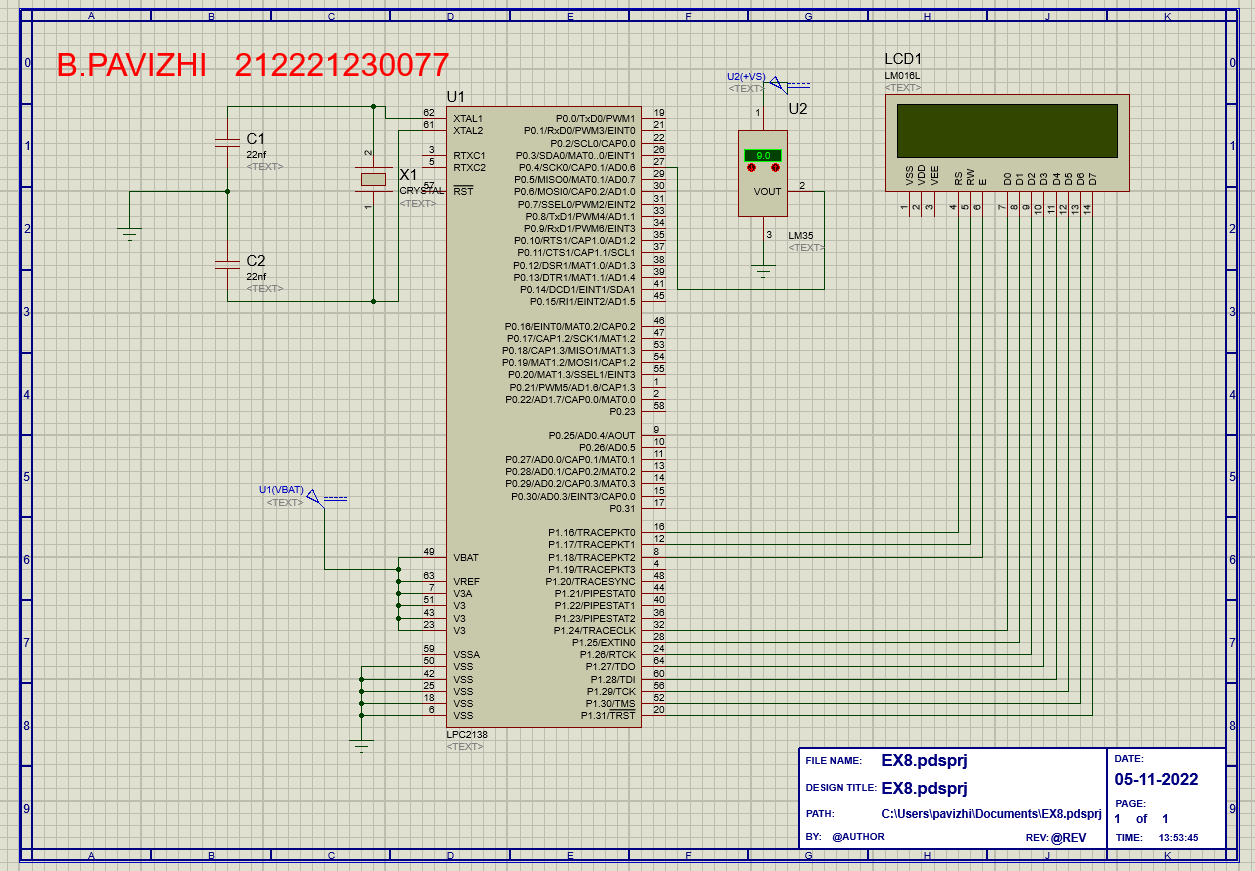 A B C D E F G H J K
B.PAVIZHI 212221230077
0 0
1 1
2 2
3 3
4 4
5 5
6 6
7 7
8 8
9 9
C1
22nf
<TEXT>
C2
22nf
<TEXT>
X1
CRYSTAL
<TEXT>
2
1
U1
62 XTAL1
61 XTAL2
3 RTXC1
5 RTXC2
57 RST
49 VBAT
63 VREF
7 V3A
51 V3
43 V3
23 V3
59 VSSA
50 VSS
42 VSS
25 VSS
18 VSS
6 VSS
P0.0/TxD0/PWM1 19
P0.1/RxD0/PWM3/EINT0 21
P0.2/SCL0/CAP0.0 22
P0.3/SDA0/MAT0..0/EINT1 26
P0.4/SCK0/CAP0.1/AD0.6 27
P0.5/MISO0/MAT0.1/AD0.7 29
P0.6/MOSI0/CAP0.2/AD1.0 30
P0.7/SSEL0/PWM2/EINT2 31
P0.8/TxD1/PWM4/AD1.1 33
P0.9/RxD1/PWM6/EINT3 34
P0.10/RTS1/CAP1.0/AD1.2 35
P0.11/CTS1/CAP1.1/SCL1 37
P0.12/DSR1/MAT1.0/AD1.3 38
P0.13/DTR1/MAT1.1/AD1.4 39
P0.14/DCD1/EINT1/SDA1 41
P0.15/RI1/EINT2/AD1.5 45
P0.16/EINT0/MAT0.2/CAP0.2 46
P0.17/CAP1.2/SCK1/MAT1.2 47
P0.18/CAP1.3/MISO1/MAT1.3 53
P0.19/MAT1.2/MOSI1/CAP1.2 54
P0.20/MAT1.3/SSEL1/EINT3 55
P0.21/PWM5/AD1.6/CAP1.3 1
P0.22/AD1.7/CAP0.0/MAT0.0 2
P0.23 58
P0.25/AD0.4/AOUT 9
P0.26/AD0.5 10
P0.27/AD0.0/CAP0.1/MAT0.1 11
P0.28/AD0.1/CAP0.2/MAT0.2 13
P0.29/AD0.2/CAP0.3/MAT0.3 14
P0.30/AD0.3/EINT3/CAP0.0 15
P0.31 17
P1.16/TRACEPKT0 16
P1.17/TRACEPKT1 12
P1.18/TRACEPKT2 8
P1.19/TRACEPKT3 4
P1.20/TRACESYNC 48
P1.21/PIPESTAT0 44
P1.22/PIPESTAT1 40
P1.23/PIPESTAT2 36
P1.24/TRACECLK 32
P1.25/EXTIN0 28
P1.26/RTCK 24
P1.27/TDO 64
P1.28/TDI 60
P1.29/TCK 56
P1.30/TMS 52
P1.31/TRST 20
LPC2138
<TEXT>
U1(VBAT)
<TEXT>
U2(+VS)
<TEXT>
U2
1
9.0
VOUT 2
3
LM35
<TEXT>
LCD1
LM016L
<TEXT>
VSS VDD VEE RS RW E D0 D1 D2 D3 D4 D5 D6 D7
1 2 3 4 5 6 7 8 9 10 11 12 13 14
FILE NAME: EX8.pdsprj
DESIGN TITLE: EX8.pdsprj
PATH: C:\Users\pavizhi\Documents\EX8.pdsprj
BY: @AUTHOR REV: @REV
DATE:
05-11-2022
PAGE:
1 of 1
TIME: 13:53:45
A B C D E F G H J K